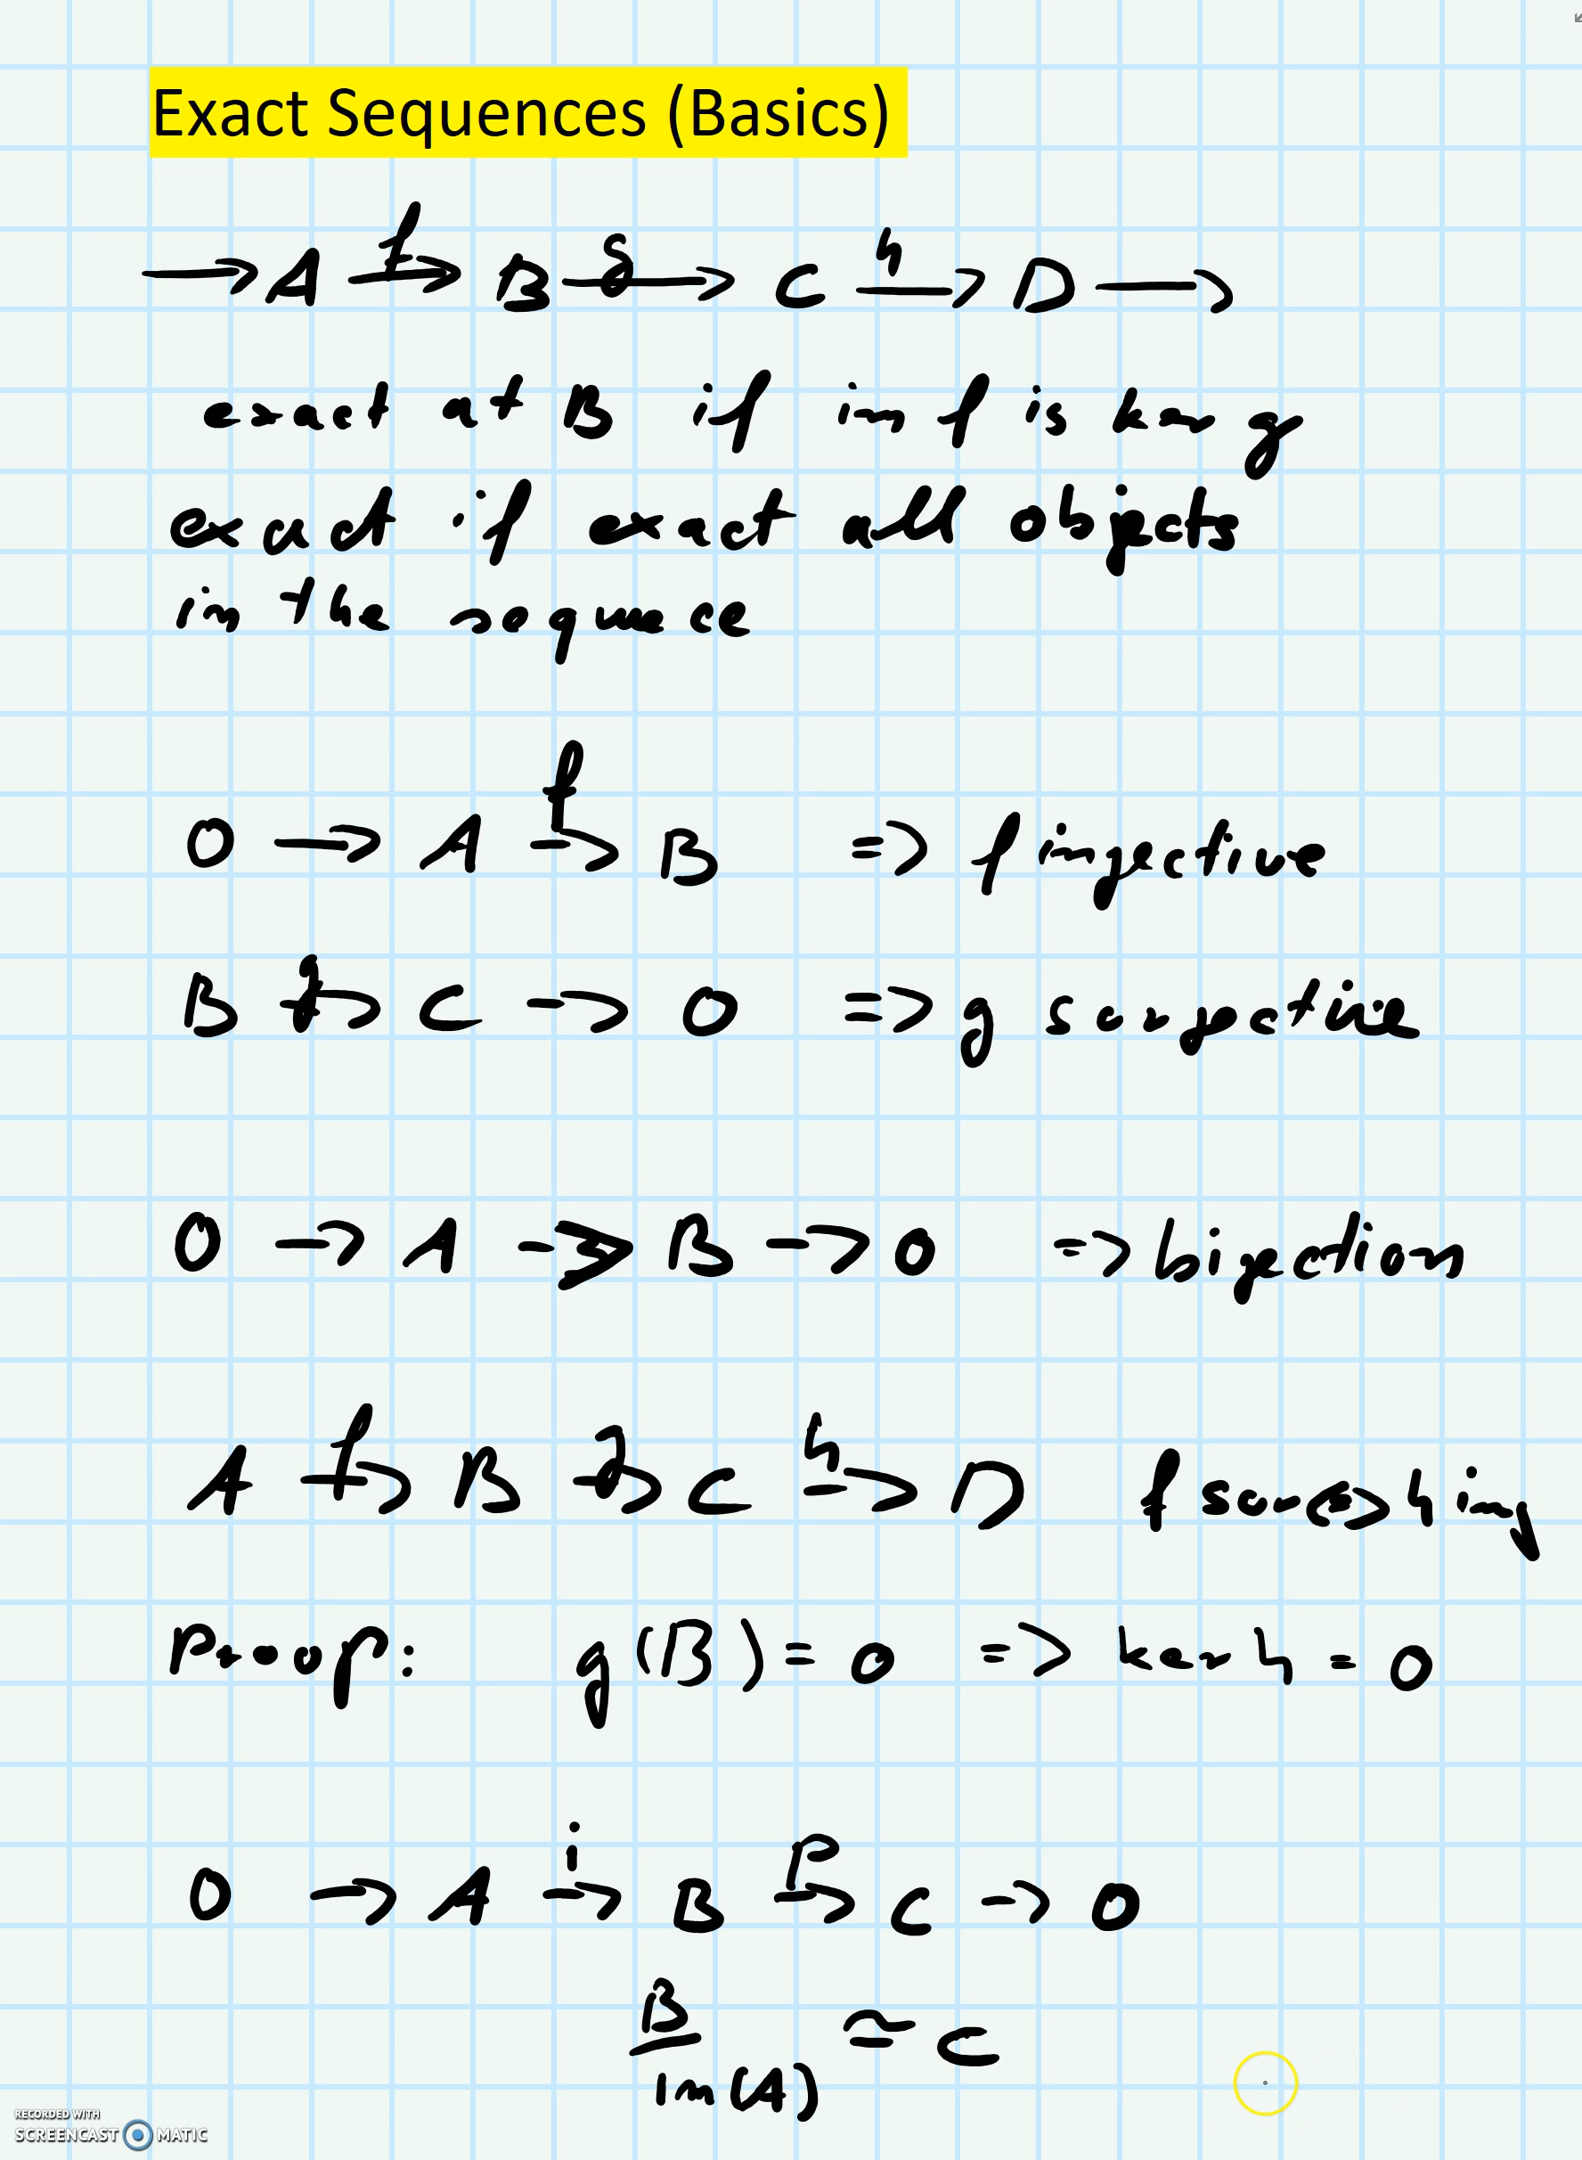 Exact Sequences (Basics)
→ A f→ B g→ C h→ D →
exact at B if im f is ker g
exact if exact all objects
in the sequence
0 → A f→ B => f injective
B g→ C → 0 => g surjective
0 → A → B → 0 => bijection
A f→ B g→ C h→ D f sur <=> h inj
Proof: g(B) = 0 => ker h = 0
0 → A i→ B p→ C → 0
B/im(A) ≃ C
RECORDED WITH
SCREENCAST MATIC